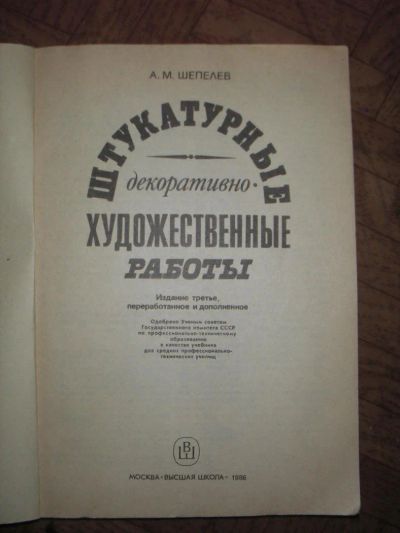 А. М. ШЕПЕЛЕВ
ШТУКАТУРНЫЕ
декоративно-
ХУДОЖЕСТВЕННЫЕ
РАБОТЫ
Издание третье,
переработанное и дополненное
Одобрено Ученым советом
Государственного комитета СССР
по профессионально-техническому
образованию
в качестве учебника
для средних профессионально-
технических училищ
ВШ
МОСКВА «ВЫСШАЯ ШКОЛА» 1986